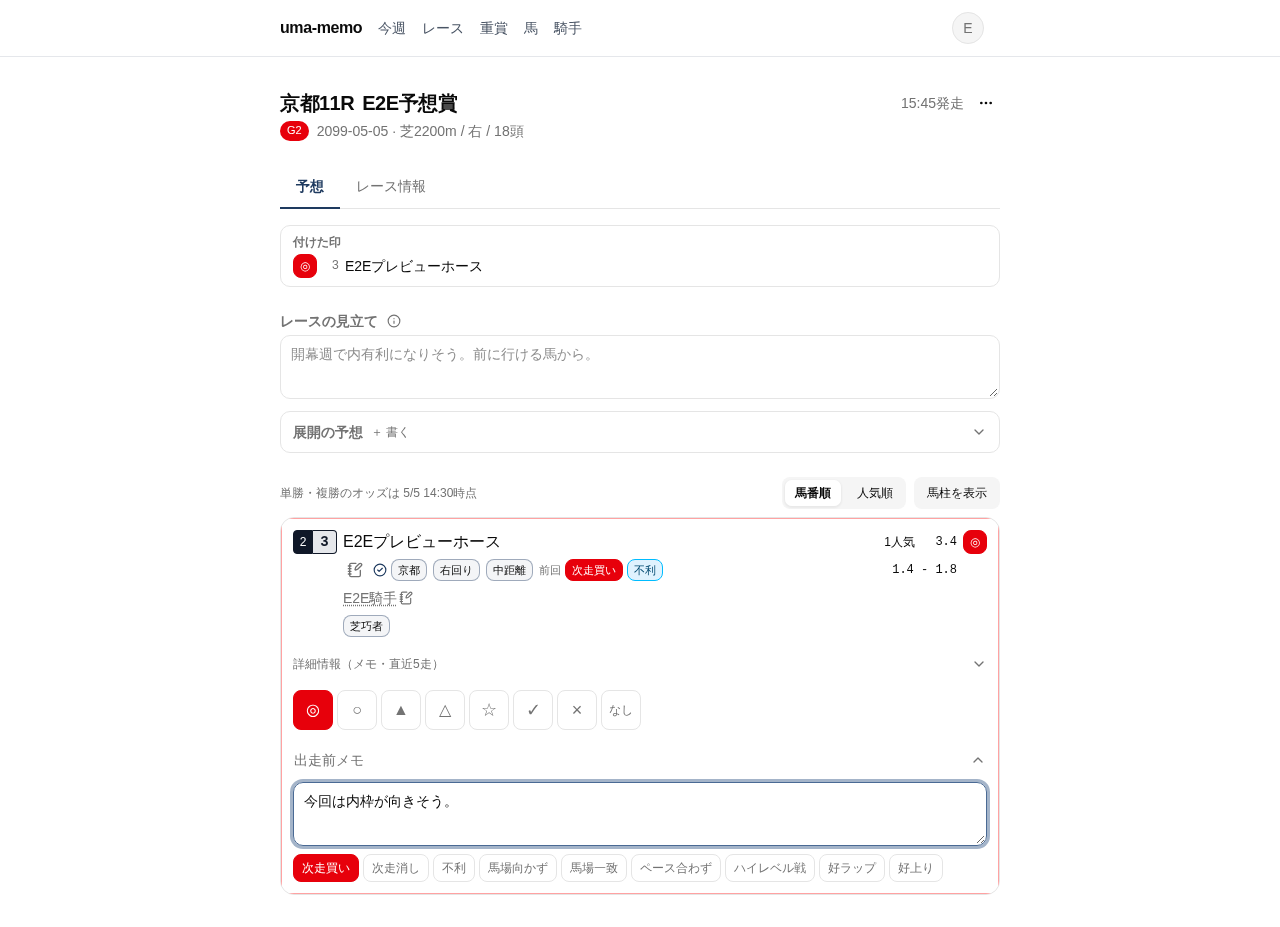 uma-memo 今週 レース 重賞 馬 騎手 E
京都11R E2E予想賞 15:45発走 ···
G2 2099-05-05 · 芝2200m / 右 / 18頭
予想 レース情報
付けた印
◎ 3 E2Eプレビューホース
レースの見立て
開幕週で内有利になりそう。前に行ける馬から。
展開の予想 + 書く
単勝・複勝のオッズは 5/5 14:30時点 馬番順 人気順 馬柱を表示
2 3 E2Eプレビューホース 1人気 3.4 ◎
京都 右回り 中距離 前回 次走買い 不利 1.4 - 1.8
E2E騎手
芝巧者
詳細情報（メモ・直近5走）
◎ ○ ▲ △ ☆ ✓ × なし
出走前メモ
今回は内枠が向きそう。
次走買い 次走消し 不利 馬場向かず 馬場一致 ペース合わず ハイレベル戦 好ラップ 好上り